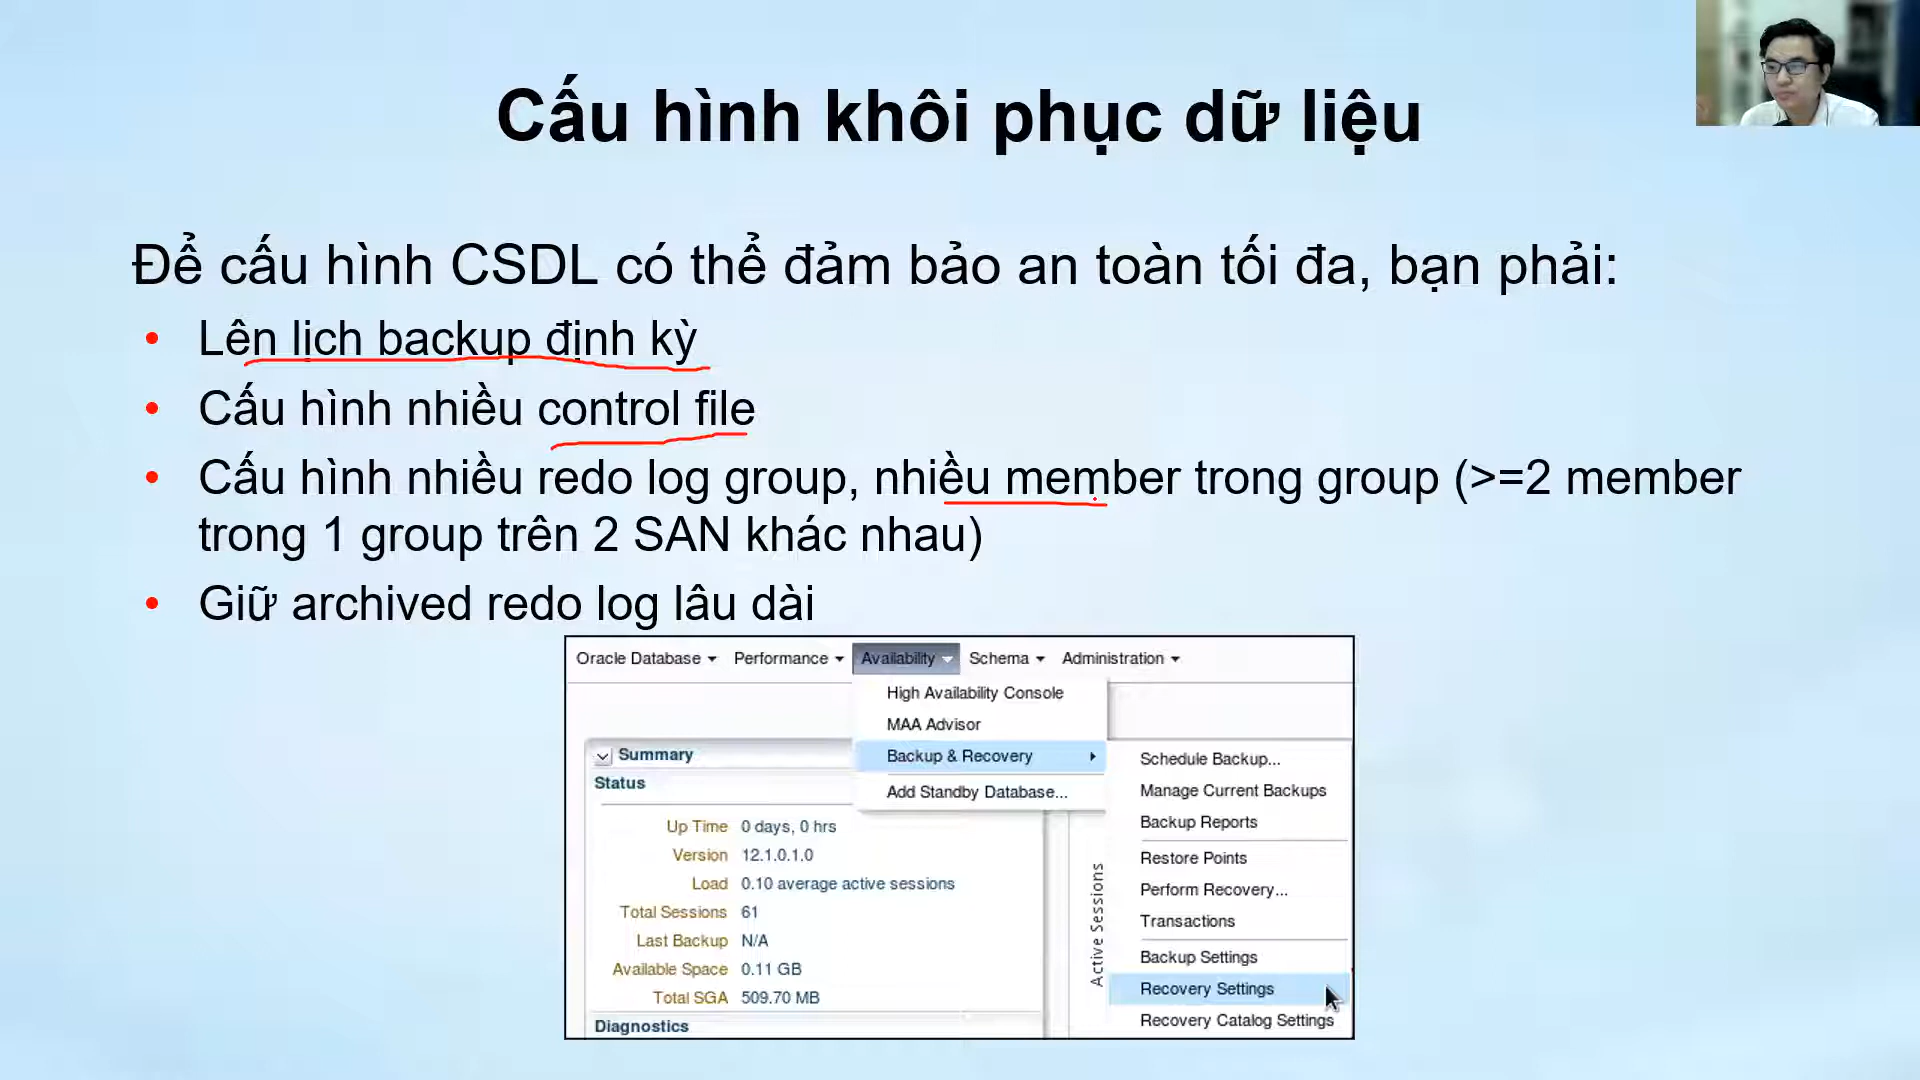 Cấu hình khôi phục dữ liệu
Để cấu hình CSDL có thể đảm bảo an toàn tối đa, bạn phải:
• Lên lịch backup định kỳ
• Cấu hình nhiều control file
• Cấu hình nhiều redo log group, nhiều member trong group (>=2 member
trong 1 group trên 2 SAN khác nhau)
• Giữ archived redo log lâu dài
Oracle Database Performance Availability Schema Administration
High Availability Console
MAA Advisor
Backup & Recovery
Add Standby Database...
Schedule Backup...
Manage Current Backups
Backup Reports
Restore Points
Perform Recovery...
Transactions
Backup Settings
Recovery Settings
Recovery Catalog Settings
Summary
Status
Up Time 0 days, 0 hrs
Version 12.1.0.1.0
Load 0.10 average active sessions
Total Sessions 61
Last Backup N/A
Available Space 0.11 GB
Total SGA 509.70 MB
Diagnostics
Active Sessions